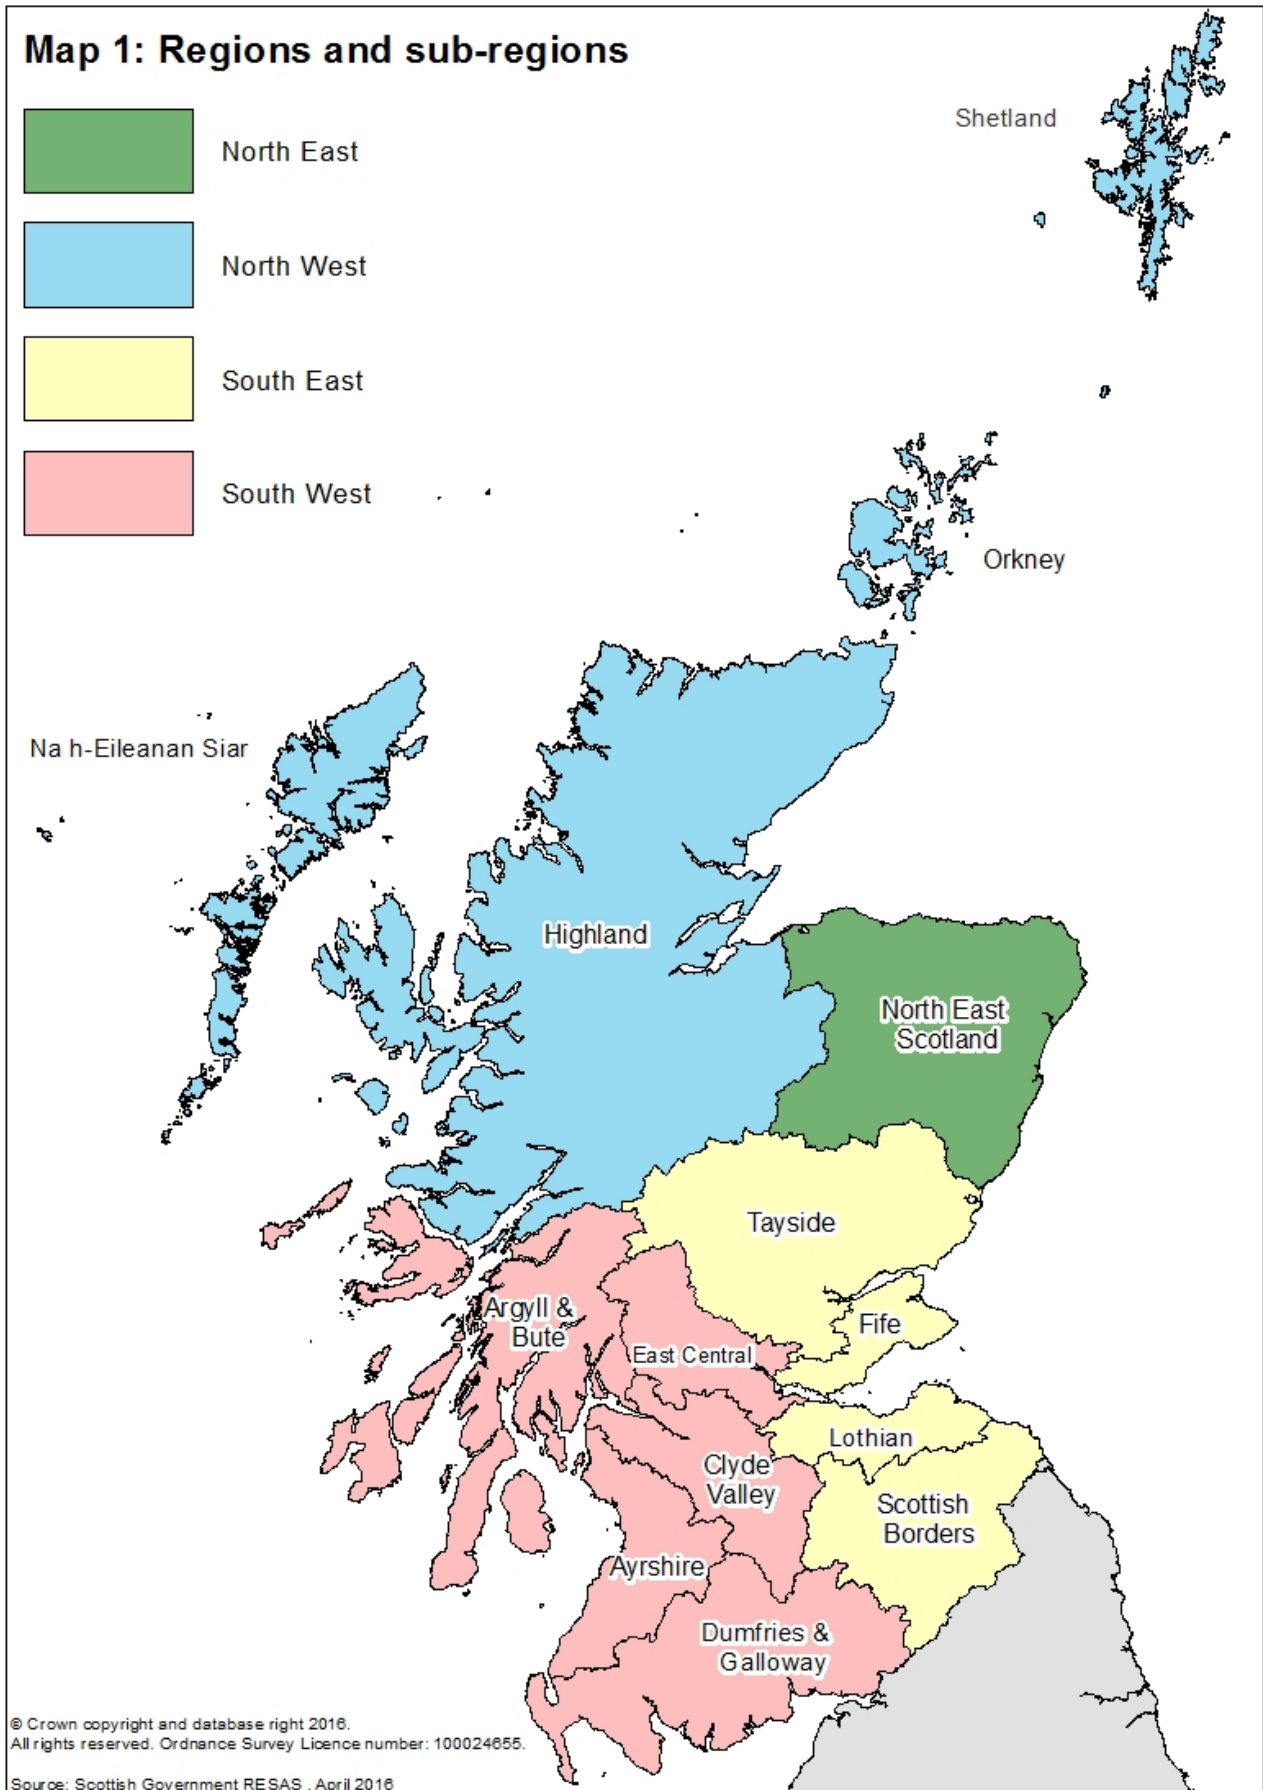 Map 1: Regions and sub-regions
North East
North West
South East
South West
Shetland
Orkney
Na h-Eileanan Siar
Highland
North East
Scotland
Tayside
Argyll &
Bute
Fife
East Central
Lothian
Clyde
Valley
Scottish
Borders
Ayrshire
Dumfries &
Galloway
© Crown copyright and database right 2016.
All rights reserved. Ordnance Survey Licence number: 100024655.
Source: Scottish Government RESAS , April 2016